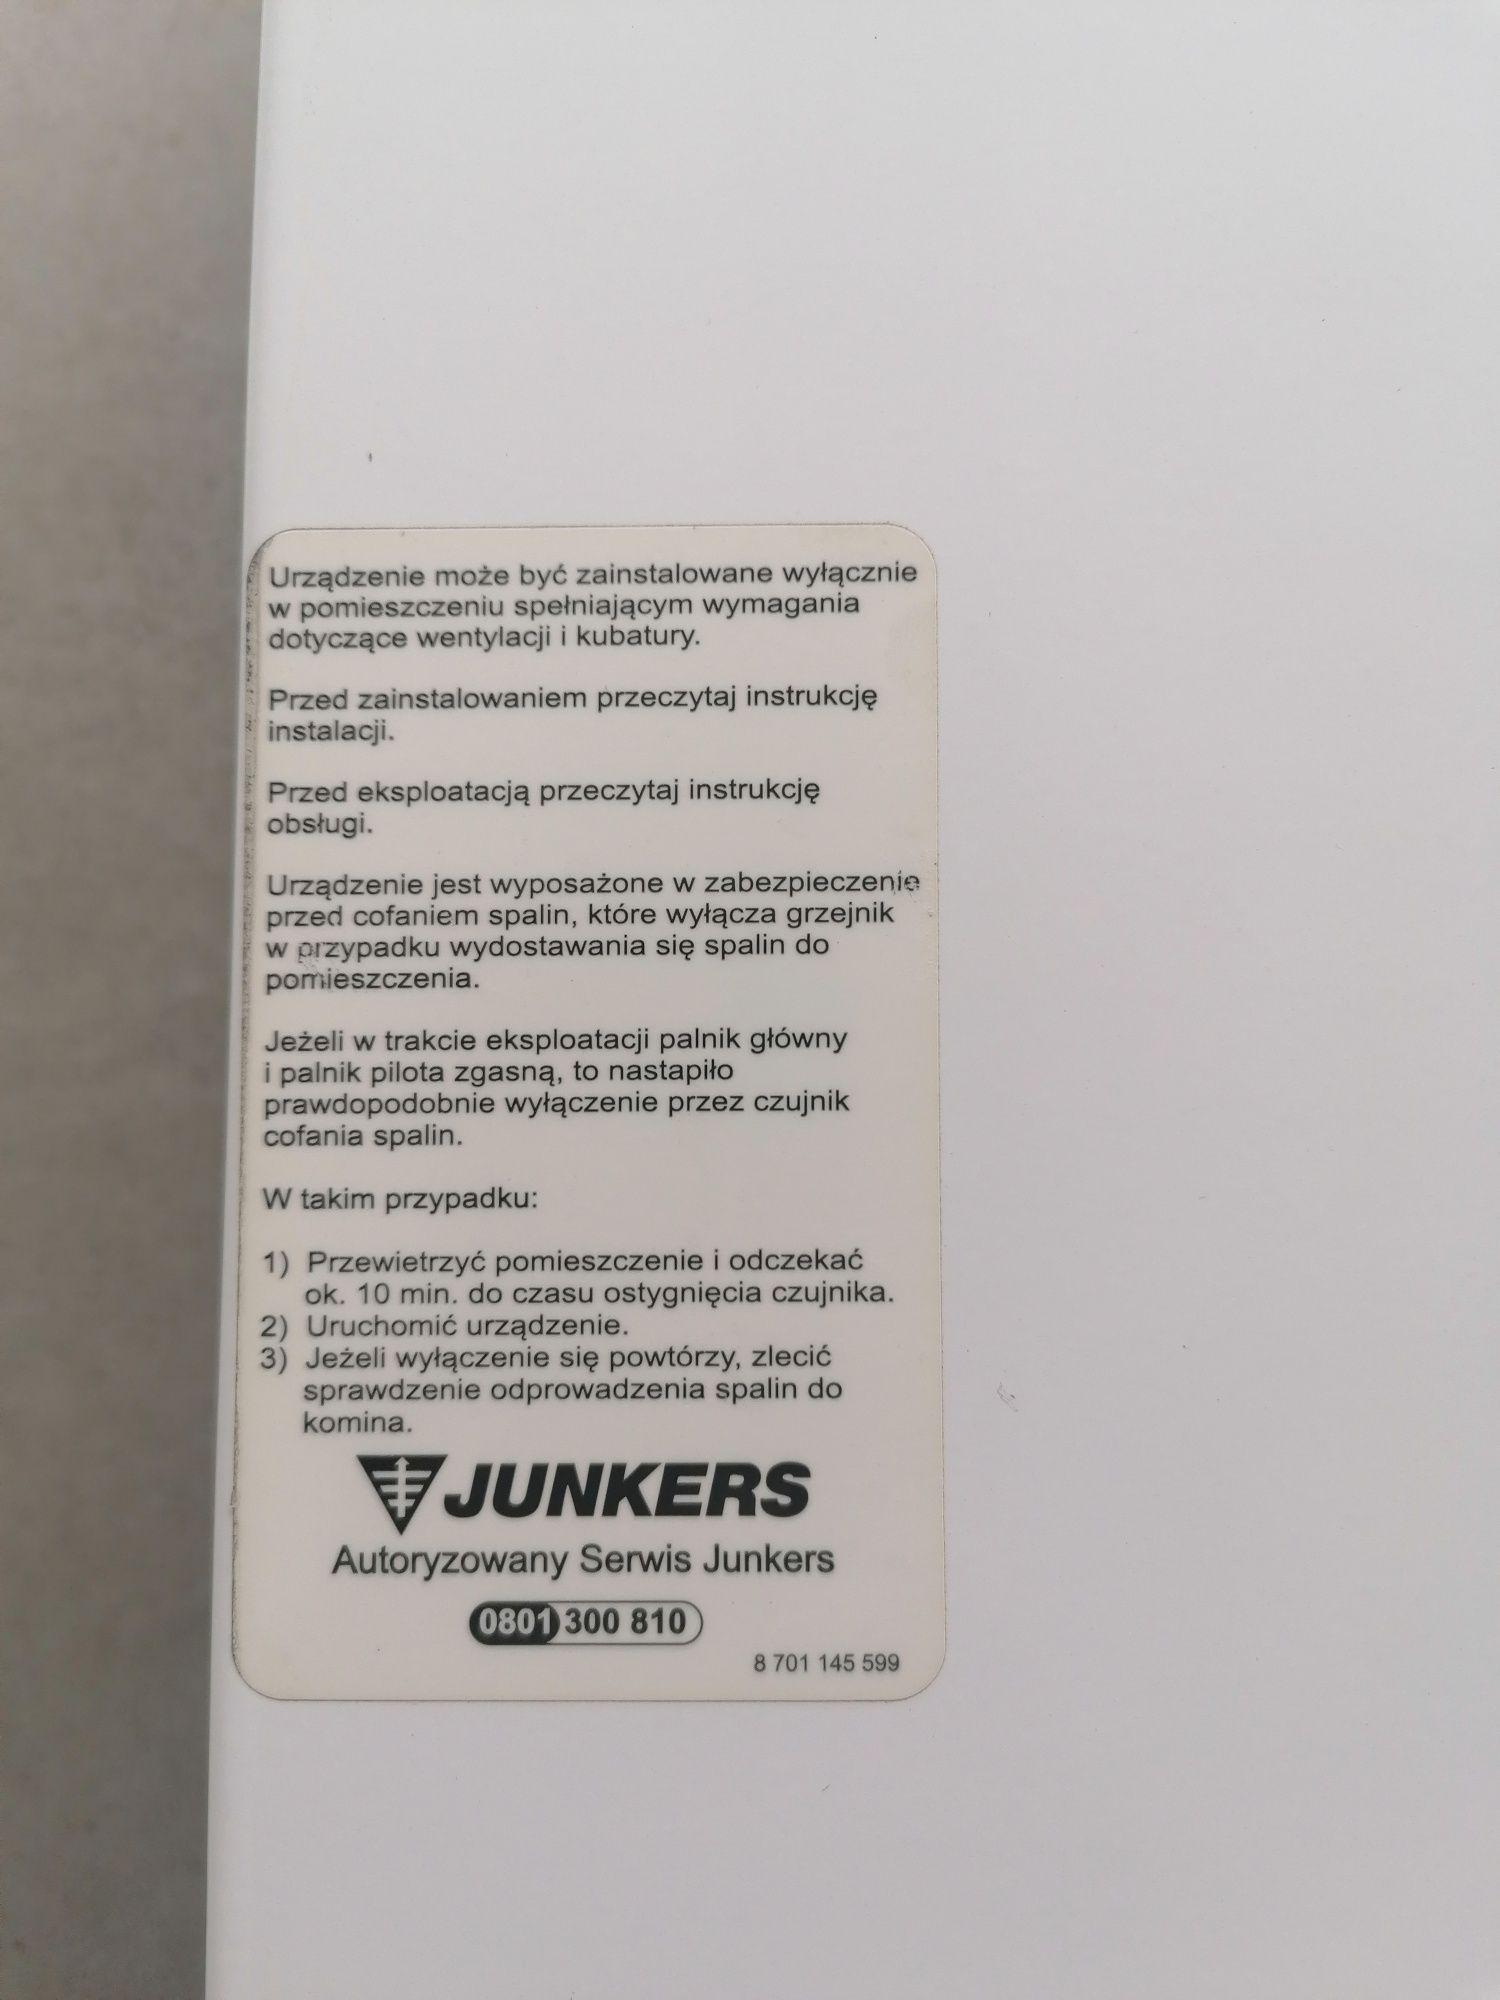 Urządzenie może być zainstalowane wyłącznie
w pomieszczeniu spełniającym wymagania
dotyczące wentylacji i kubatury.
Przed zainstalowaniem przeczytaj instrukcję
instalacji.
Przed eksploatacją przeczytaj instrukcję
obsługi.
Urządzenie jest wyposażone w zabezpieczenie
przed cofaniem spalin, które wyłącza grzejnik
w przypadku wydostawania się spalin do
pomieszczenia.
Jeżeli w trakcie eksploatacji palnik główny
i palnik pilota zgasną, to nastapiło
prawdopodobnie wyłączenie przez czujnik
cofania spalin.
W takim przypadku:
1) Przewietrzyć pomieszczenie i odczekać
ok. 10 min. do czasu ostygnięcia czujnika.
2) Uruchomić urządzenie.
3) Jeżeli wyłączenie się powtórzy, zlecić
sprawdzenie odprowadzenia spalin do
komina.
JUNKERS
Autoryzowany Serwis Junkers
0801 300 810
8 701 145 599